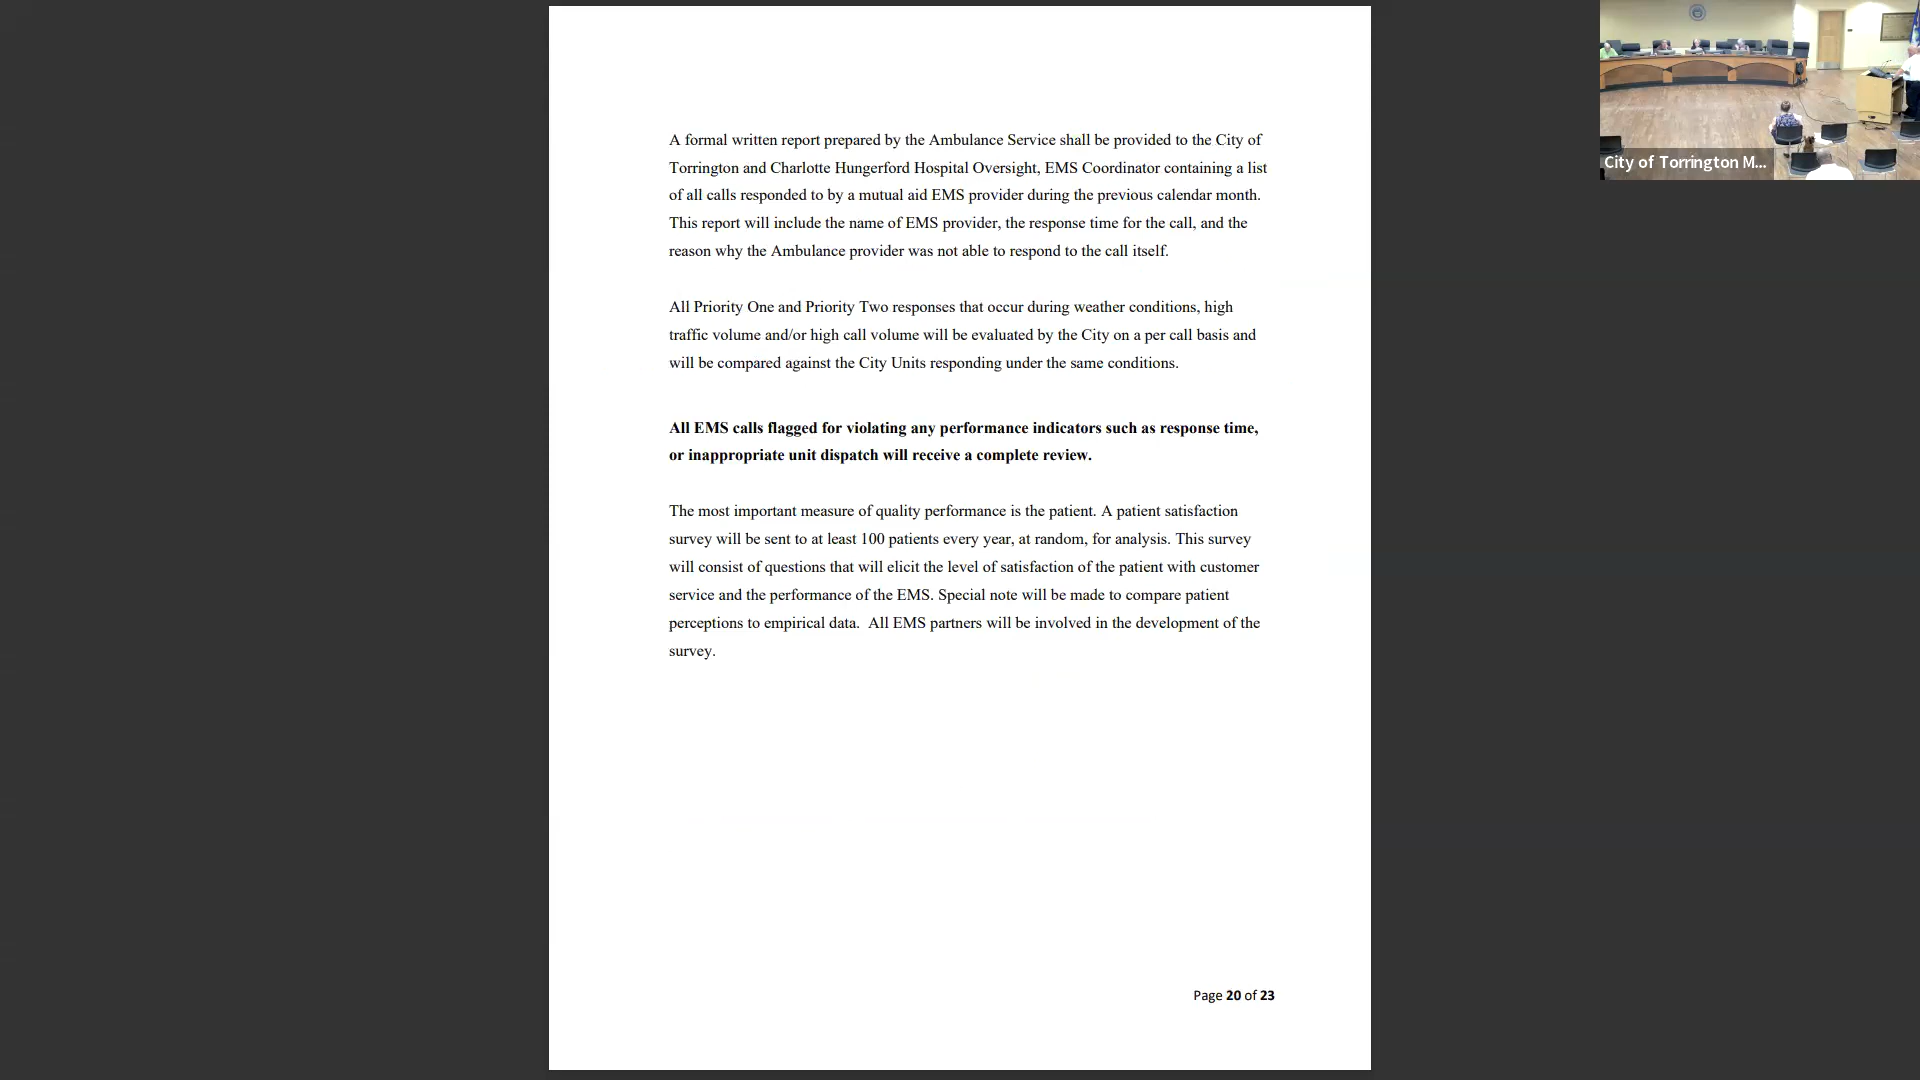 A formal written report prepared by the Ambulance Service shall be provided to the City of
Torrington and Charlotte Hungerford Hospital Oversight, EMS Coordinator containing a list
of all calls responded to by a mutual aid EMS provider during the previous calendar month.
This report will include the name of EMS provider, the response time for the call, and the
reason why the Ambulance provider was not able to respond to the call itself.
All Priority One and Priority Two responses that occur during weather conditions, high
traffic volume and/or high call volume will be evaluated by the City on a per call basis and
will be compared against the City Units responding under the same conditions.
All EMS calls flagged for violating any performance indicators such as response time,
or inappropriate unit dispatch will receive a complete review.
The most important measure of quality performance is the patient. A patient satisfaction
survey will be sent to at least 100 patients every year, at random, for analysis. This survey
will consist of questions that will elicit the level of satisfaction of the patient with customer
service and the performance of the EMS. Special note will be made to compare patient
perceptions to empirical data.  All EMS partners will be involved in the development of the
survey.
Page 20 of 23
City of Torrington M...